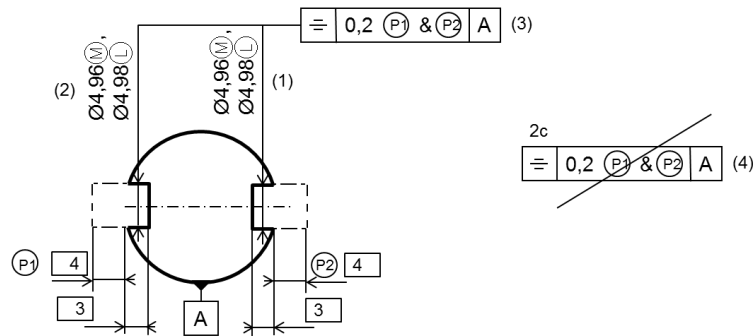 ⌯ 0,2 Ⓟ1 & Ⓟ2 A (3)
(2) Ø4,96Ⓜ,
Ø4,98Ⓛ
Ø4,96Ⓜ,
Ø4,98Ⓛ (1)
2c
⌯ 0,2 Ⓟ1 & Ⓟ2 A (4)
P1 4
P2 4
3
A
3